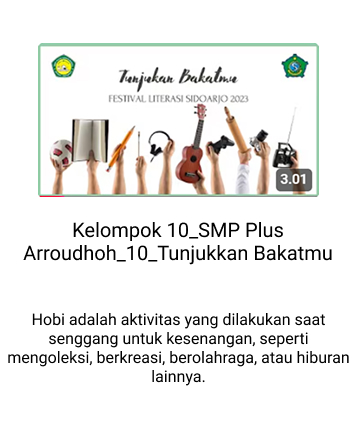 Tunjukan Bakatmu
FESTIVAL LITERASI SIDOARJO 2023
3.01
Kelompok 10_SMP Plus
Arroudhoh_10_Tunjukkan Bakatmu
Hobi adalah aktivitas yang dilakukan saat
senggang untuk kesenangan, seperti
mengoleksi, berkreasi, berolahraga, atau hiburan
lainnya.